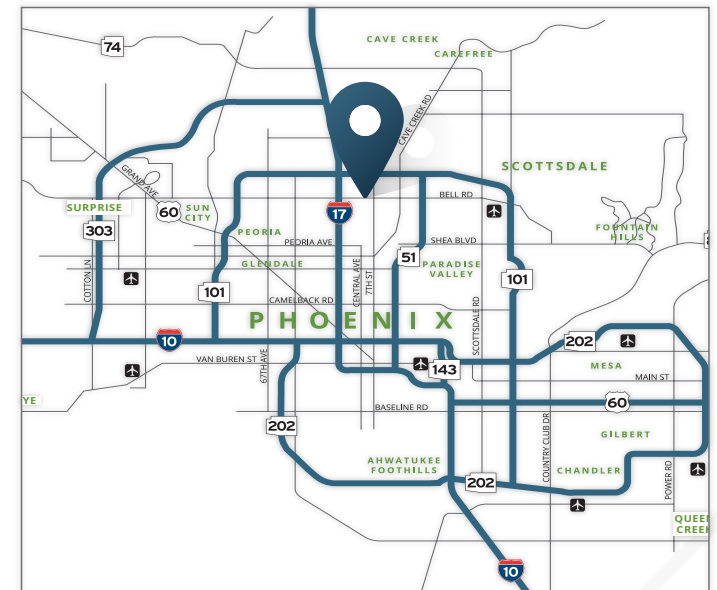 CAVE CREEK
74
CAREFREE
CAVE CREEK RD
SCOTTSDALE
GRAND AVE
BELL RD
SURPRISE
60
SUN
CITY
17
303
PEORIA
FOUNTAIN
HILLS
PEORIA AVE
SHEA BLVD
51
GLENDALE
PARADISE
VALLEY
COTTON LN
CENTRAL AVE
7TH ST
101
101
CAMELBACK RD
SCOTTSDALE RD
PHOENIX
10
202
VAN BUREN ST
67TH AVE
143
MESA
MAIN ST
YE
BASELINE RD
60
202
COUNTRY CLUB DR
GILBERT
AHWATUKEE
FOOTHILLS
202
CHANDLER
POWER RD
QUEEN
CREEK
10